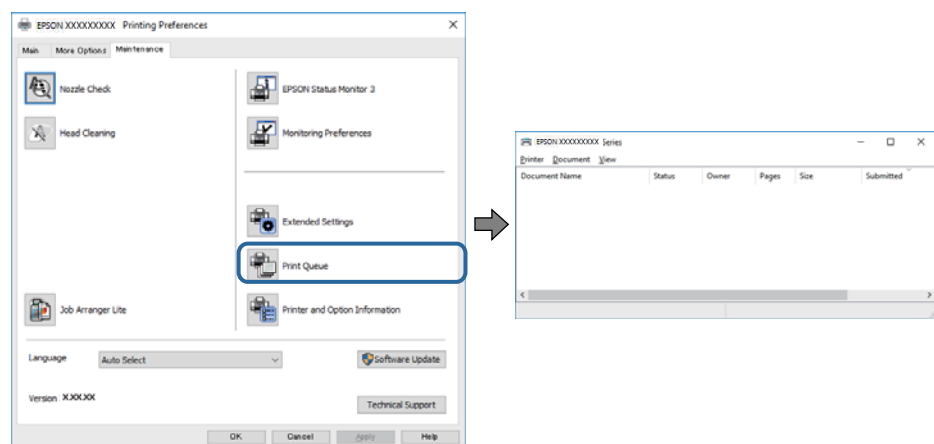 EPSON XXXXXXXXX Printing Preferences
Main More Options Maintenance
Nozzle Check
EPSON Status Monitor 3
Head Cleaning
Monitoring Preferences
Extended Settings
Print Queue
Job Arranger Lite
Printer and Option Information
Language Auto Select
Software Update
Version X.XX.XX
Technical Support
OK Cancel Apply Help
EPSON XXXXXXXXX Series
Printer Document View
Document Name Status Owner Pages Size Submitted